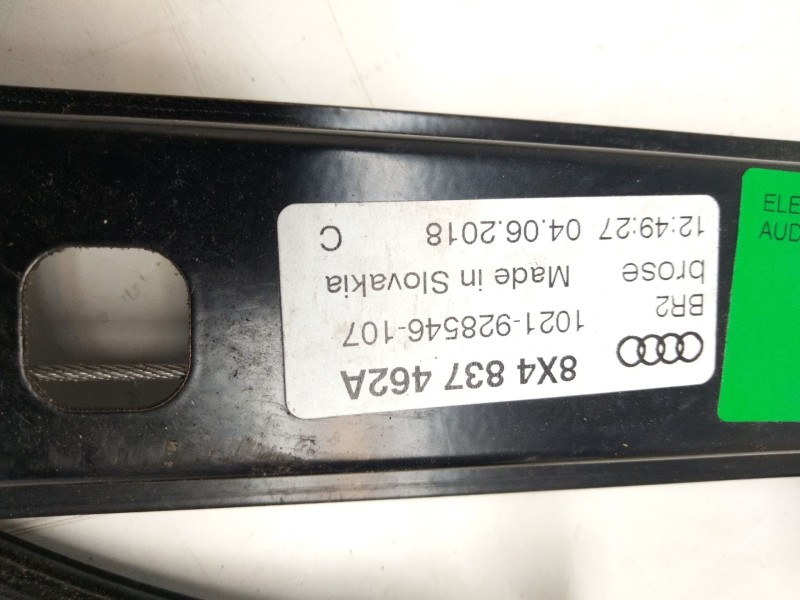 8X4 837 462A
1021-928546-107
BR2
brose Made in Slovakia
12:49:27 04.06.2018 C
ELE
AUD